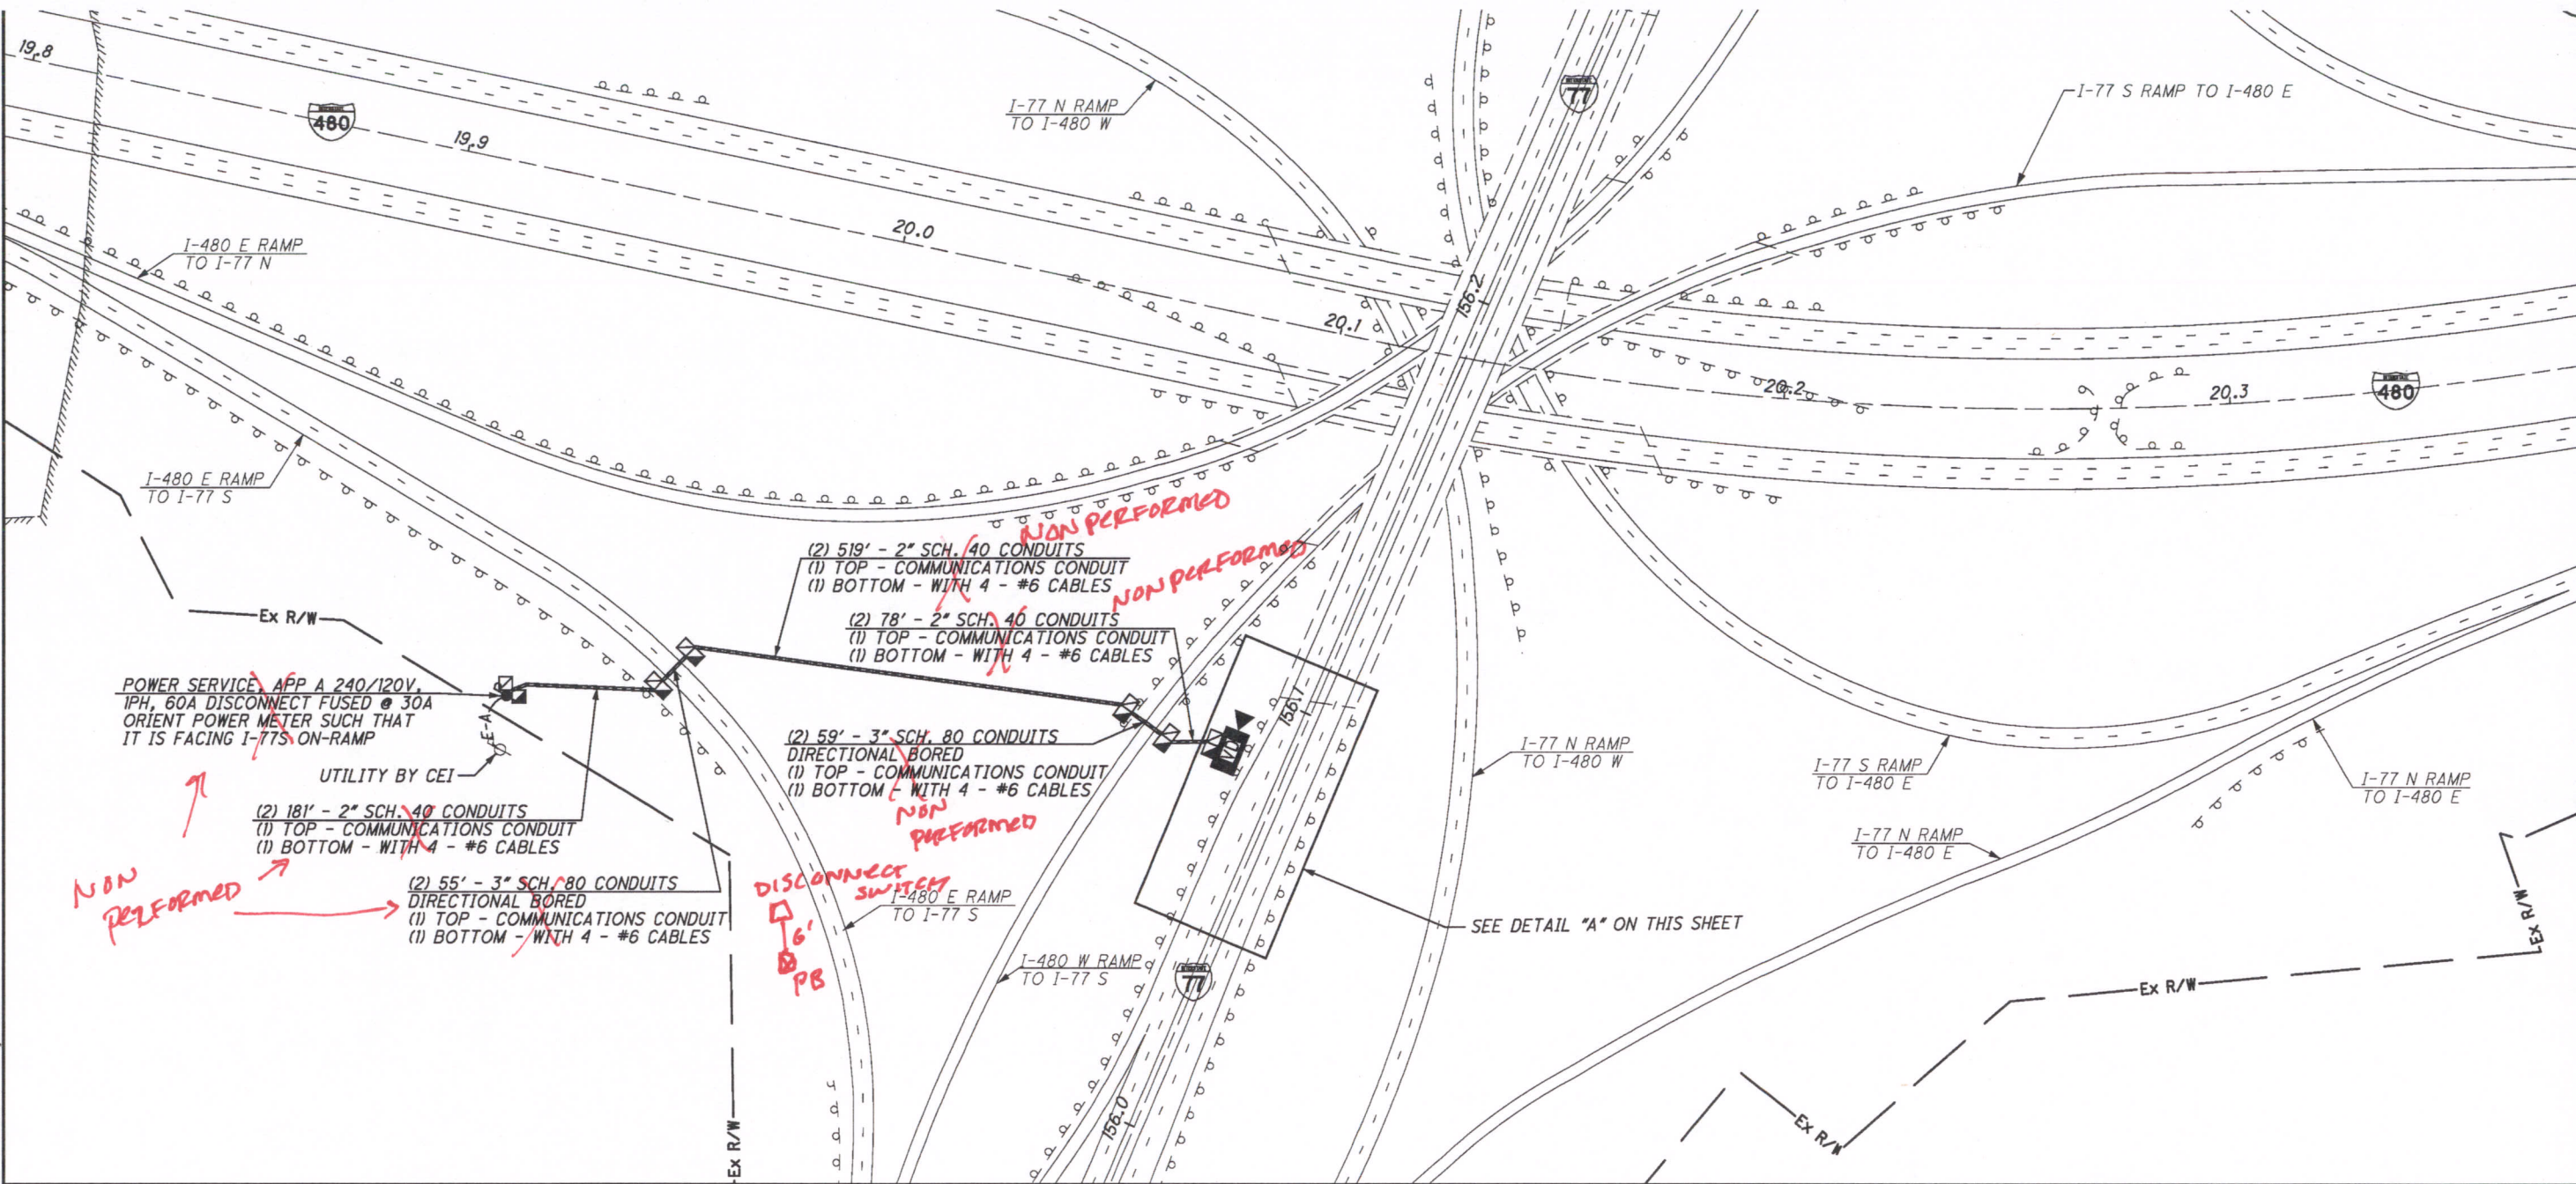 19.8
480
19.9
I-77 N RAMP
TO I-480 W
77
I-77 S RAMP TO I-480 E
I-480 E RAMP
TO I-77 N
20.0
156.2
20.1
20.2
20.3
480
I-480 E RAMP
TO I-77 S
NON PERFORMED
(2) 519' - 2" SCH. 40 CONDUITS
(1) TOP - COMMUNICATIONS CONDUIT
(1) BOTTOM - WITH 4 - #6 CABLES
NON PERFORMED
(2) 78' - 2" SCH. 40 CONDUITS
(1) TOP - COMMUNICATIONS CONDUIT
(1) BOTTOM - WITH 4 - #6 CABLES
Ex R/W
POWER SERVICE, APP A 240/120V,
1PH, 60A DISCONNECT FUSED @ 30A
ORIENT POWER METER SUCH THAT
IT IS FACING I-77S ON-RAMP
E-A
UTILITY BY CEI
156.1
(2) 59' - 3" SCH. 80 CONDUITS
DIRECTIONAL BORED
(1) TOP - COMMUNICATIONS CONDUIT
(1) BOTTOM - WITH 4 - #6 CABLES
NON
PERFORMED
I-77 N RAMP
TO I-480 W
I-77 S RAMP
TO I-480 E
I-77 N RAMP
TO I-480 E
(2) 181' - 2" SCH. 40 CONDUITS
(1) TOP - COMMUNICATIONS CONDUIT
(1) BOTTOM - WITH 4 - #6 CABLES
I-77 N RAMP
TO I-480 E
NON
PERFORMED
(2) 55' - 3" SCH. 80 CONDUITS
DIRECTIONAL BORED
(1) TOP - COMMUNICATIONS CONDUIT
(1) BOTTOM - WITH 4 - #6 CABLES
DISCONNECT
SWITCH
6'
PB
I-480 E RAMP
TO I-77 S
SEE DETAIL "A" ON THIS SHEET
I-480 W RAMP
TO I-77 S
77
Ex R/W
Ex R/W
156.0
Ex R/W
Ex R/W